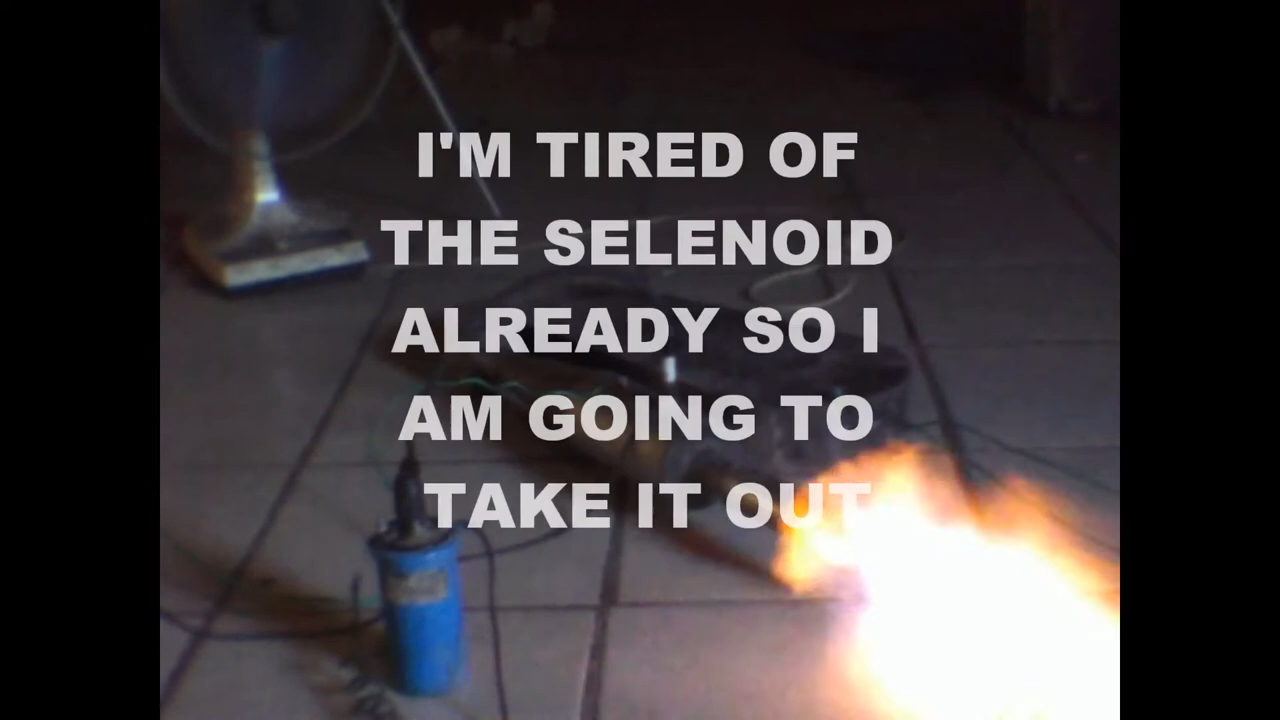 I'M TIRED OF
THE SELENOID
ALREADY SO I
AM GOING TO
TAKE IT OUT